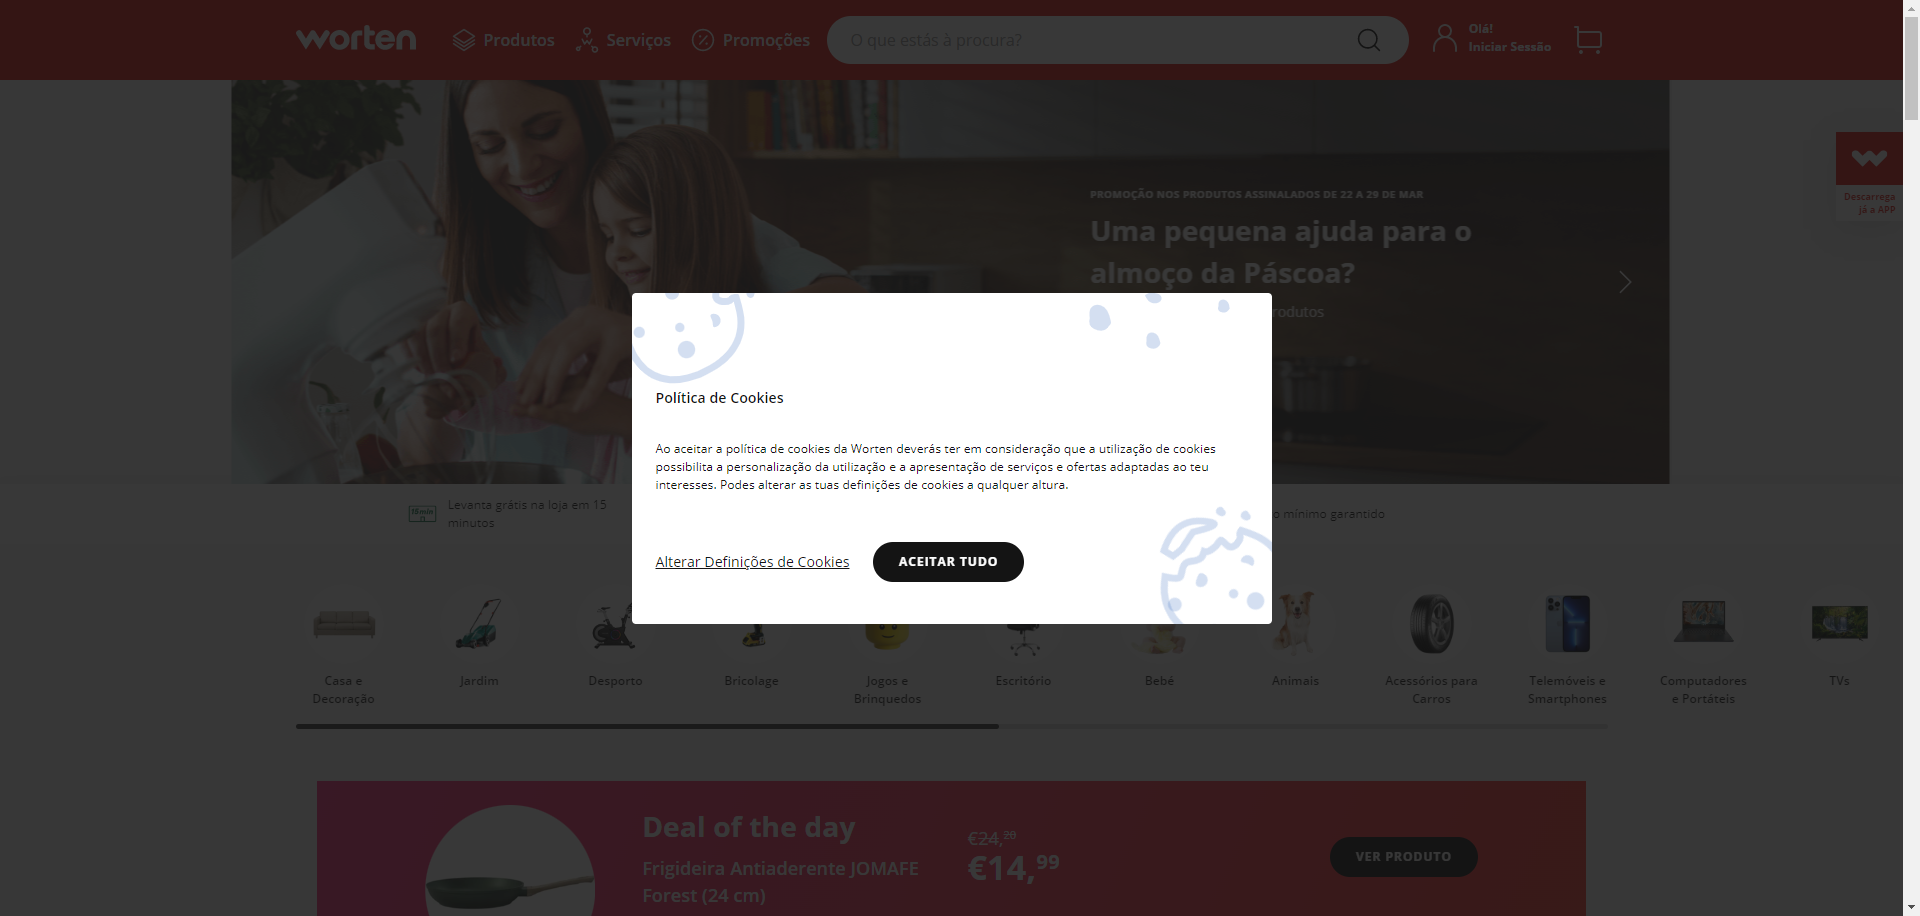 worten
Produtos
Serviços
Promoções
O que estás à procura?
Olá!
Iniciar Sessão
Descarrega
já a APP
PROMOÇÃO NOS PRODUTOS ASSINALADOS DE 22 A 29 DE MAR
Uma pequena ajuda para o
almoço da Páscoa?
rodutos
Política de Cookies
Ao aceitar a política de cookies da Worten deverás ter em consideração que a utilização de cookies
possibilita a personalização da utilização e a apresentação de serviços e ofertas adaptadas ao teu
interesses. Podes alterar as tuas definições de cookies a qualquer altura.
Alterar Definições de Cookies
ACEITAR TUDO
Levanta grátis na loja em 15
minutos
o mínimo garantido
Casa e
Decoração
Jardim
Desporto
Bricolage
Jogos e
Brinquedos
Escritório
Bebé
Animais
Acessórios para
Carros
Telemóveis e
Smartphones
Computadores
e Portáteis
TVs
Deal of the day
Frigideira Antiaderente JOMAFE
Forest (24 cm)
€24,20
€14,99
VER PRODUTO